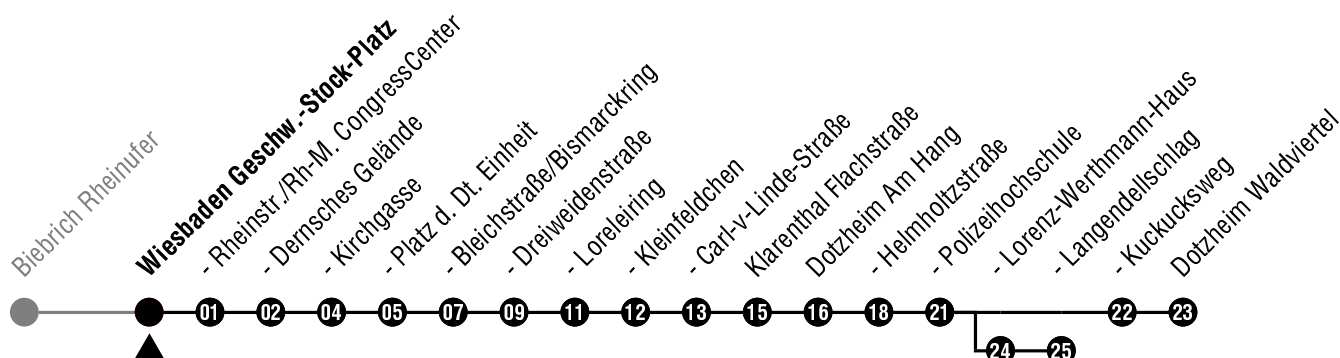 Biebrich Rheinufer
Wiesbaden Geschw.-Stock-Platz
- Rheinstr./Rh-M. CongressCenter
- Dernsches Gelände
- Kirchgasse
- Platz d. Dt. Einheit
- Bleichstraße/Bismarckring
- Dreiweidenstraße
- Loreleiring
- Kleinfeldchen
- Carl-v-Linde-Straße
Klarenthal Flachstraße
Dotzheim Am Hang
- Helmholtzstraße
- Polizeihochschule
- Lorenz-Werthmann-Haus
- Langendellschlag
- Kuckucksweg
Dotzheim Waldviertel
01 02 04 05 07 09 11 12 13 15 16 18 21 22 23
24 25